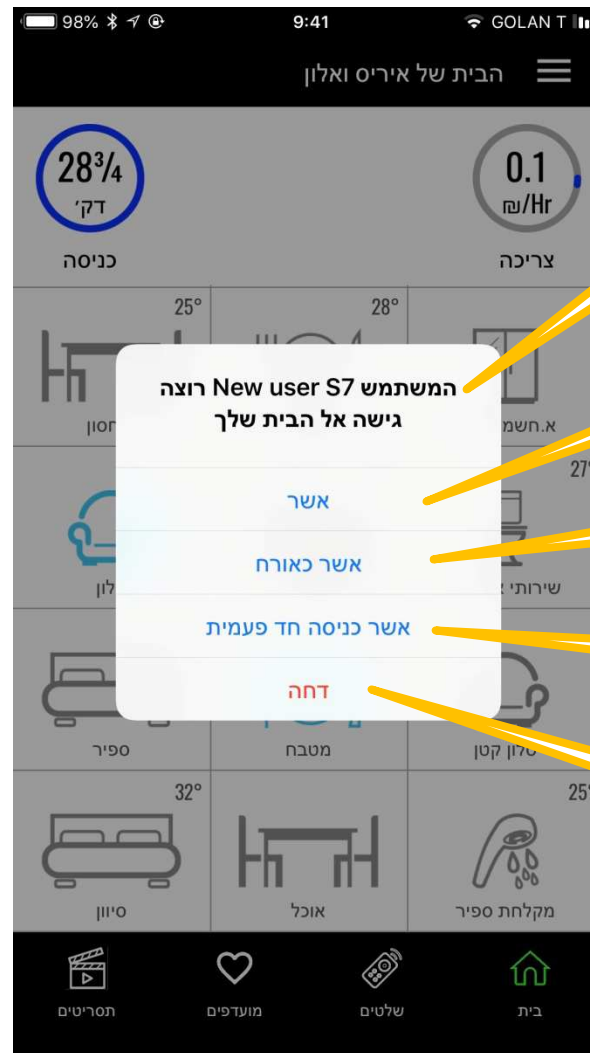 98% 9:41 GOLAN T
הבית של איריס ואלון
0.1
₪/Hr
צריכה
28¾
דק׳
כניסה
28°
25°
א.חשמ
27°
שירותי
סלון קטן
מטבח
ספיר
25°
32°
מקלחת ספיר
אוכל
סיוון
המשתמש New user S7 רוצה
גישה אל הבית שלך
אשר
אשר כאורח
אשר כניסה חד פעמית
דחה
בית
שלטים
מועדפים
תסריטים